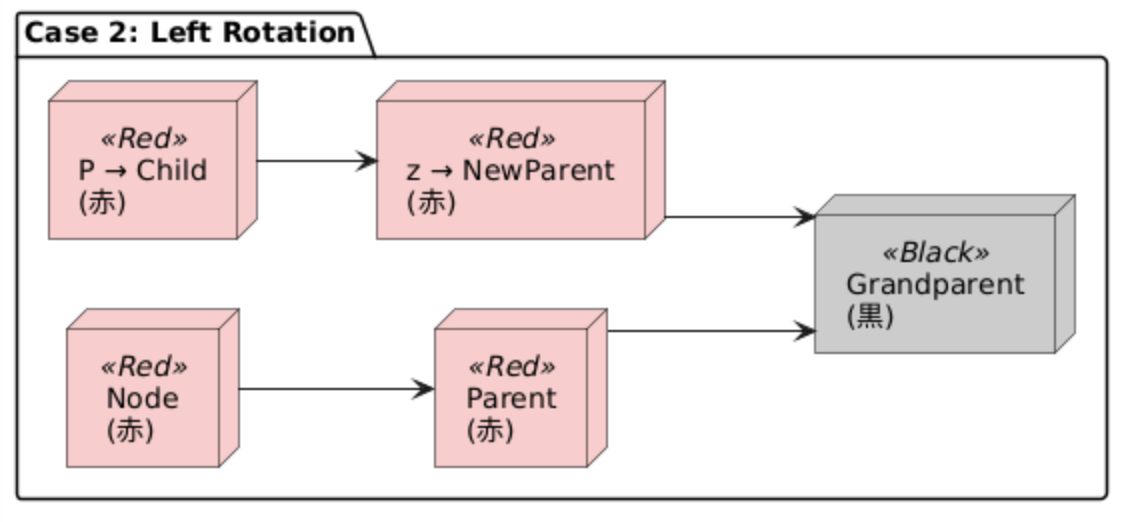 Case 2: Left Rotation
«Red»
P → Child
(赤)
«Red»
z → NewParent
(赤)
«Black»
Grandparent
(黒)
«Red»
Node
(赤)
«Red»
Parent
(赤)